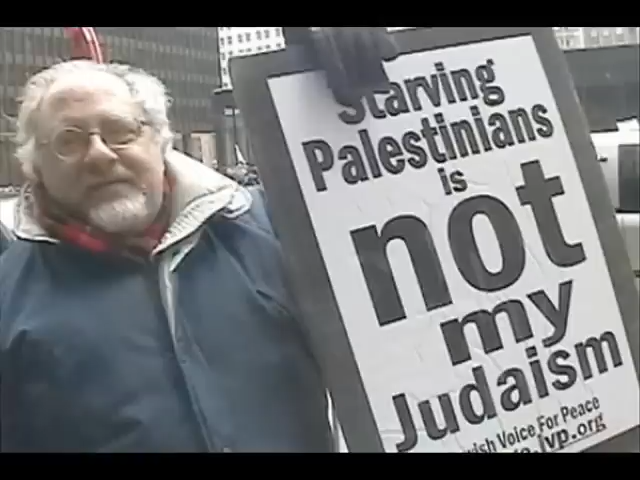 Starving
Palestinians
is
not
my
Judaism
Voice For Peace
jvp.org